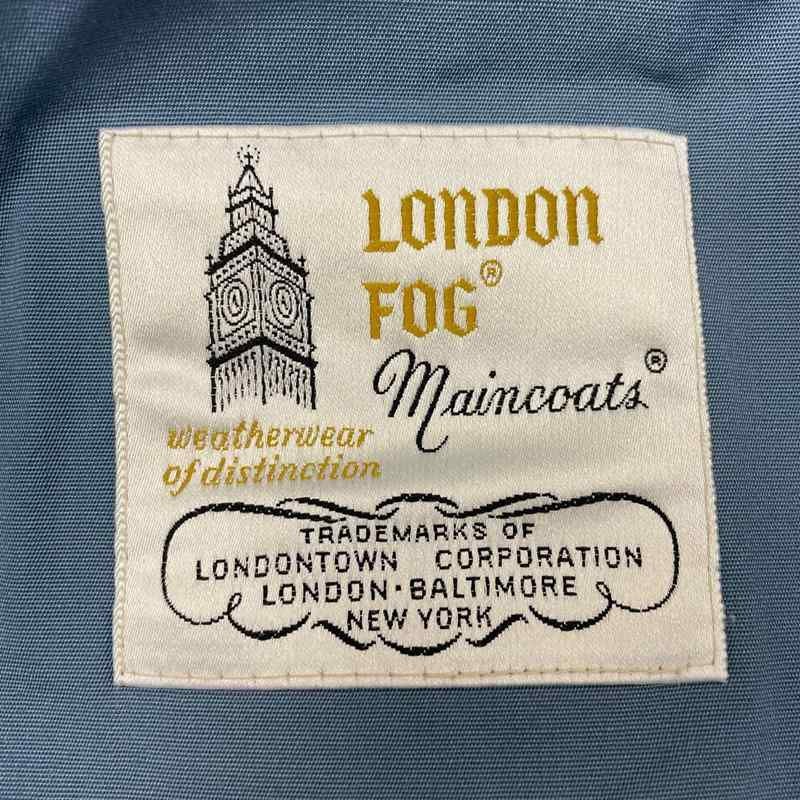 LONDON
FOG®
Maincoats®
weatherwear
of distinction
TRADEMARKS OF
LONDONTOWN CORPORATION
LONDON·BALTIMORE
NEW YORK